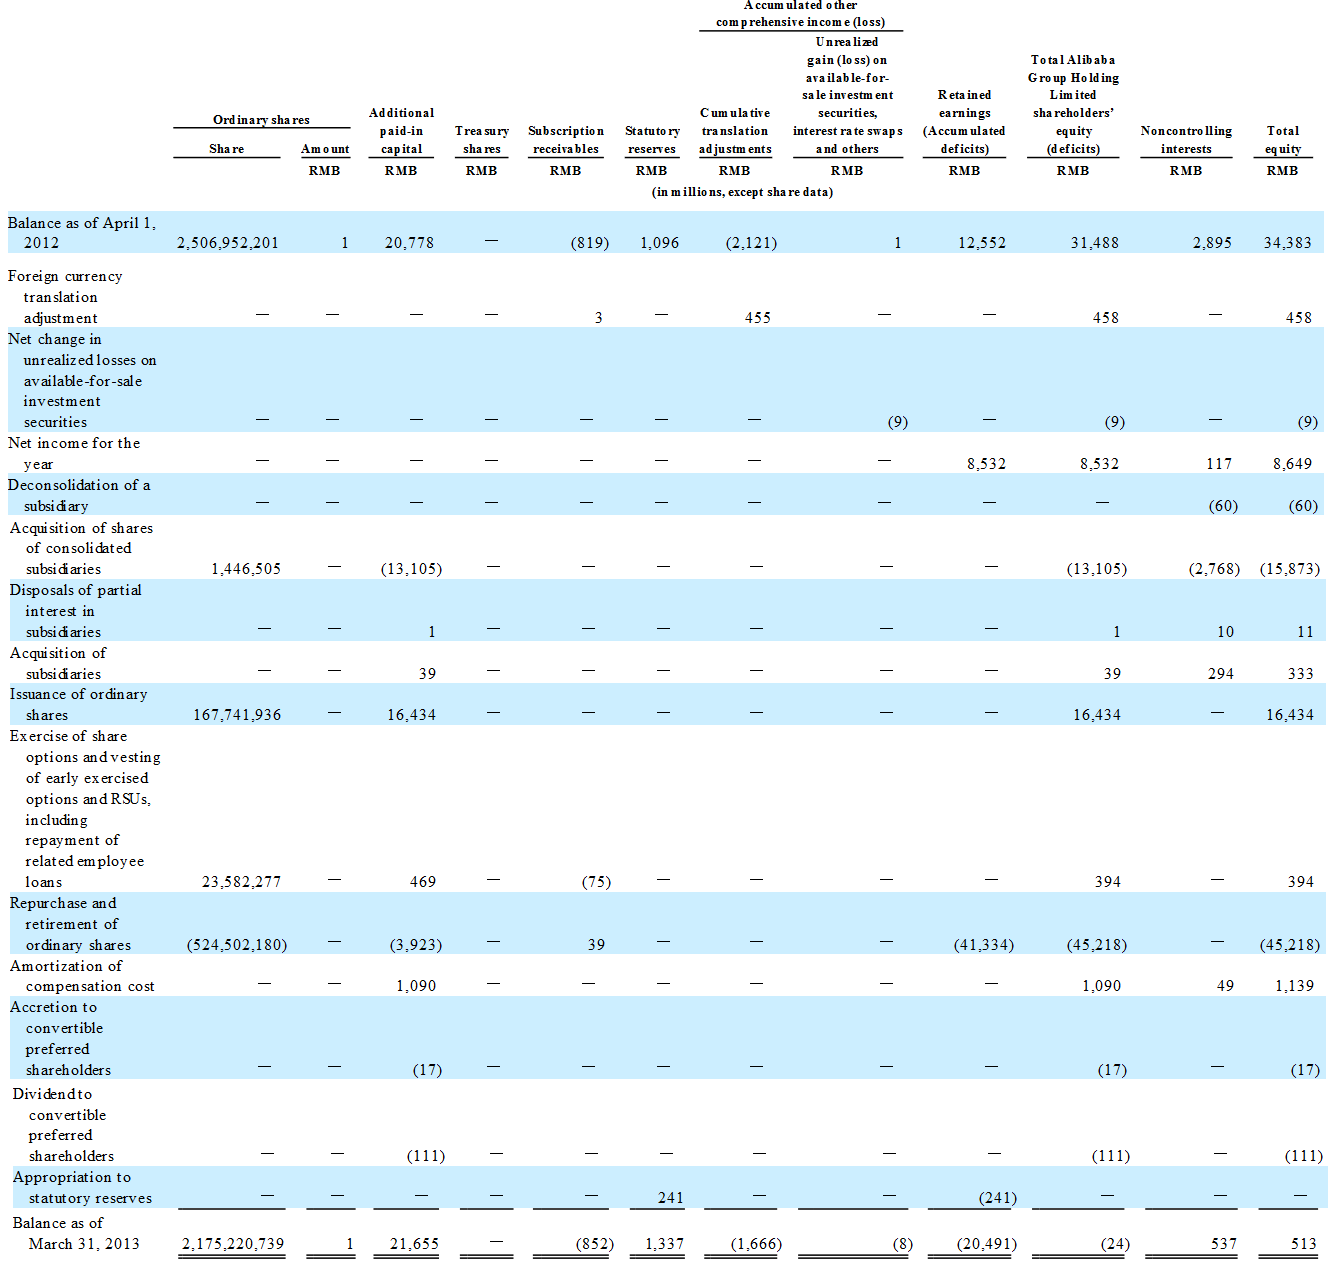 Accumulated other
comprehensive income (loss)
Unrealized
gain (loss) on
available-for-
sale investment
securities,
interest rate swaps
and others
Total Alibaba
Group Holding
Limited
shareholders’
equity
(deficits)
Retained
earnings
(Accumulated
deficits)
Additional
paid-in
capital
Cumulative
translation
adjustments
Ordinary shares
Treasury
shares
Subscription
receivables
Statutory
reserves
Noncontrolling
interests
Total
equity
Share Amount
RMB RMB RMB RMB RMB RMB RMB RMB RMB RMB RMB
(in millions, except share data)
Balance as of April 1,
2012 2,506,952,201 1 20,778 — (819) 1,096 (2,121) 1 12,552 31,488 2,895 34,383
Foreign currency
translation
adjustment — — — — 3 — 455 — — 458 — 458
Net change in
unrealized losses on
available-for-sale
investment
securities — — — — — — — (9) — (9) — (9)
Net income for the
year — — — — — — — — 8,532 8,532 117 8,649
Deconsolidation of a
subsidiary — — — — — — — — — — (60) (60)
Acquisition of shares
of consolidated
subsidiaries 1,446,505 — (13,105) — — — — — — (13,105) (2,768) (15,873)
Disposals of partial
interest in
subsidiaries — — 1 — — — — — — 1 10 11
Acquisition of
subsidiaries — — 39 — — — — — — 39 294 333
Issuance of ordinary
shares 167,741,936 — 16,434 — — — — — — 16,434 — 16,434
Exercise of share
options and vesting
of early exercised
options and RSUs,
including
repayment of
related employee
loans 23,582,277 — 469 — (75) — — — — 394 — 394
Repurchase and
retirement of
ordinary shares (524,502,180) — (3,923) — 39 — — — (41,334) (45,218) — (45,218)
Amortization of
compensation cost — — 1,090 — — — — — — 1,090 49 1,139
Accretion to
convertible
preferred
shareholders — — (17) — — — — — — (17) — (17)
Dividend to
convertible
preferred
shareholders — — (111) — — — — — — (111) — (111)
Appropriation to
statutory reserves — — — — — 241 — — (241) — — —
Balance as of
March 31, 2013 2,175,220,739 1 21,655 — (852) 1,337 (1,666) (8) (20,491) (24) 537 513